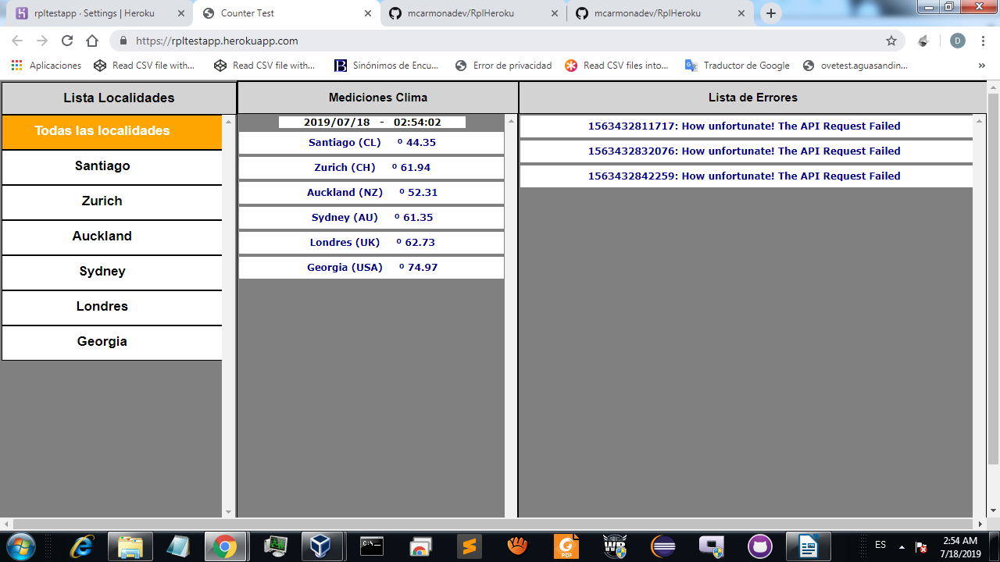 rpltestapp · Settings | Heroku
Counter Test
mcarmonadev/RplHeroku
mcarmonadev/RplHeroku
https://rpltestapp.herokuapp.com
D
Aplicaciones
Read CSV file with...
Read CSV file with...
B
Sinónimos de Encu...
Error de privacidad
Read CSV files into...
Traductor de Google
ovetest.aguasandin...
»
Lista Localidades
Mediciones Clima
Lista de Errores
Todas las localidades
Santiago
Zurich
Auckland
Sydney
Londres
Georgia
2019/07/18 - 02:54:02
Santiago (CL) º 44.35
Zurich (CH) º 61.94
Auckland (NZ) º 52.31
Sydney (AU) º 61.35
Londres (UK) º 62.73
Georgia (USA) º 74.97
1563432811717: How unfortunate! The API Request Failed
1563432832076: How unfortunate! The API Request Failed
1563432842259: How unfortunate! The API Request Failed
C:\_
PDF
WB
ES
2:54 AM
7/18/2019